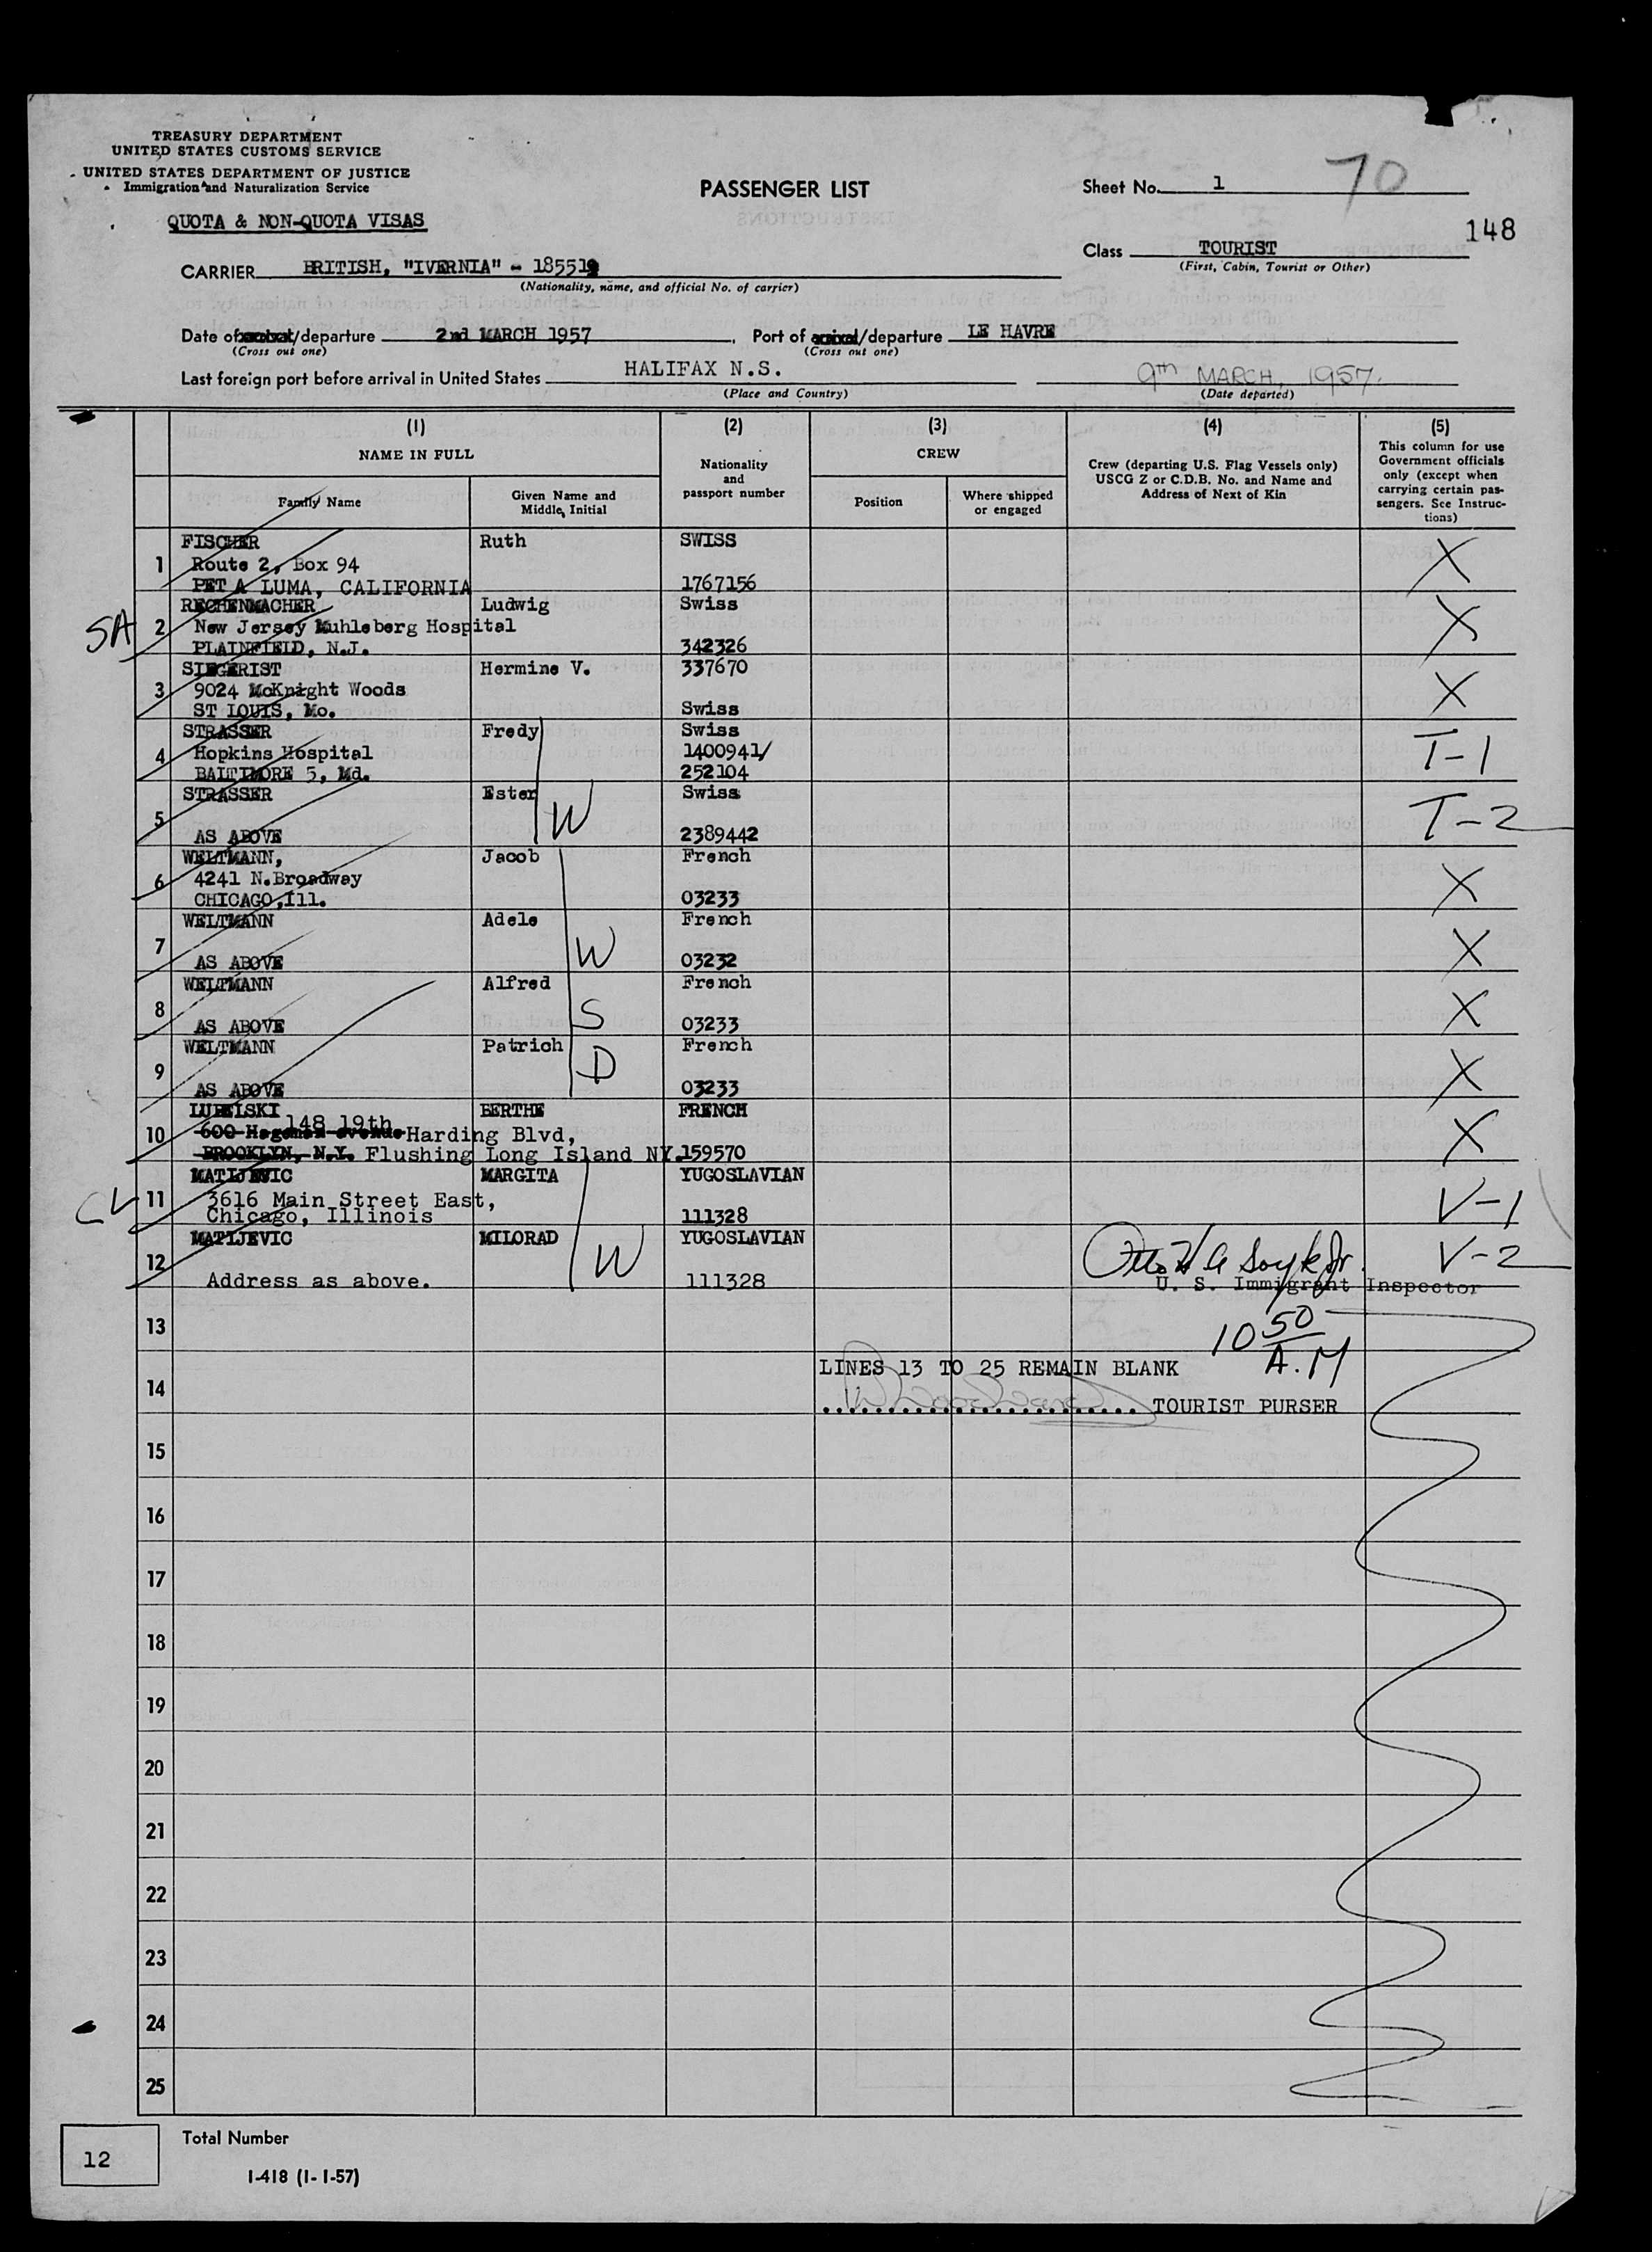 TREASURY DEPARTMENT
UNITED STATES CUSTOMS SERVICE
UNITED STATES DEPARTMENT OF JUSTICE
Immigration and Naturalization Service
QUOTA & NON-QUOTA VISAS
PASSENGER LIST
Sheet No. 1
70
148
Class TOURIST
(First, Cabin, Tourist or Other)
CARRIER BRITISH, "IVERNIA" - 185519
(Nationality, name, and official No. of carrier)
Date of arrival/departure 2nd MARCH 1957, Port of arrival/departure LE HAVRE
(Cross out one) (Cross out one)
Last foreign port before arrival in United States HALIFAX N.S. 9th MARCH, 1957.
(Place and Country) (Date departed)
(1) (2) (3) (4) (5)
NAME IN FULL
Family Name
Given Name and Middle Initial
Nationality and passport number
CREW
Position
Where shipped or engaged
Crew (departing U.S. Flag Vessels only)
USCG Z or C.D.B. No. and Name and
Address of Next of Kin
This column for use
Government officials
only (except when
carrying certain pas-
sengers. See Instruc-
tions)
1 FISCHER Ruth SWISS X
Route 2, Box 94
PET A LUMA, CALIFORNIA 1767156
SA 2 RECHENMACHER Ludwig Swiss X
New Jersey Muhleberg Hospital
PLAINFIELD, N.J. 342326
3 SIEGERIST Hermine V. 337670 X
9024 McKnight Woods
ST LOUIS, Mo. Swiss
4 STRASSER Fredy Swiss T-1
Hopkins Hospital 1400941/
BALTIMORE 5, Md. 252104
5 STRASSER Ester W Swiss T-2
AS ABOVE 2389442
6 WELTMANN, Jacob French X
4241 N.Broadway
CHICAGO,Ill. 03233
7 WELTMANN Adele W French X
AS ABOVE 03232
8 WELTMANN Alfred S French X
AS ABOVE 03233
9 WELTMANN Patrich D French X
AS ABOVE 03233
10 LUBELSKI BERTHE FRENCH X
600 Hegeman avenue 148 19th Harding Blvd,
BROOKLYN, N.Y. Flushing Long Island NY. 159570
11 MATIJEVIC MARGITA YUGOSLAVIAN V-1
3616 Main Street East,
Chicago, Illinois 111328
12 MATIJEVIC MILORAD W YUGOSLAVIAN V-2
Address as above. 111328
U. S. Immigrant Inspector
13
10 50 A.M
LINES 13 TO 25 REMAIN BLANK
14
TOURIST PURSER
15
16
17
18
19
20
21
22
23
24
25
12
Total Number
I-418 (1-1-57)